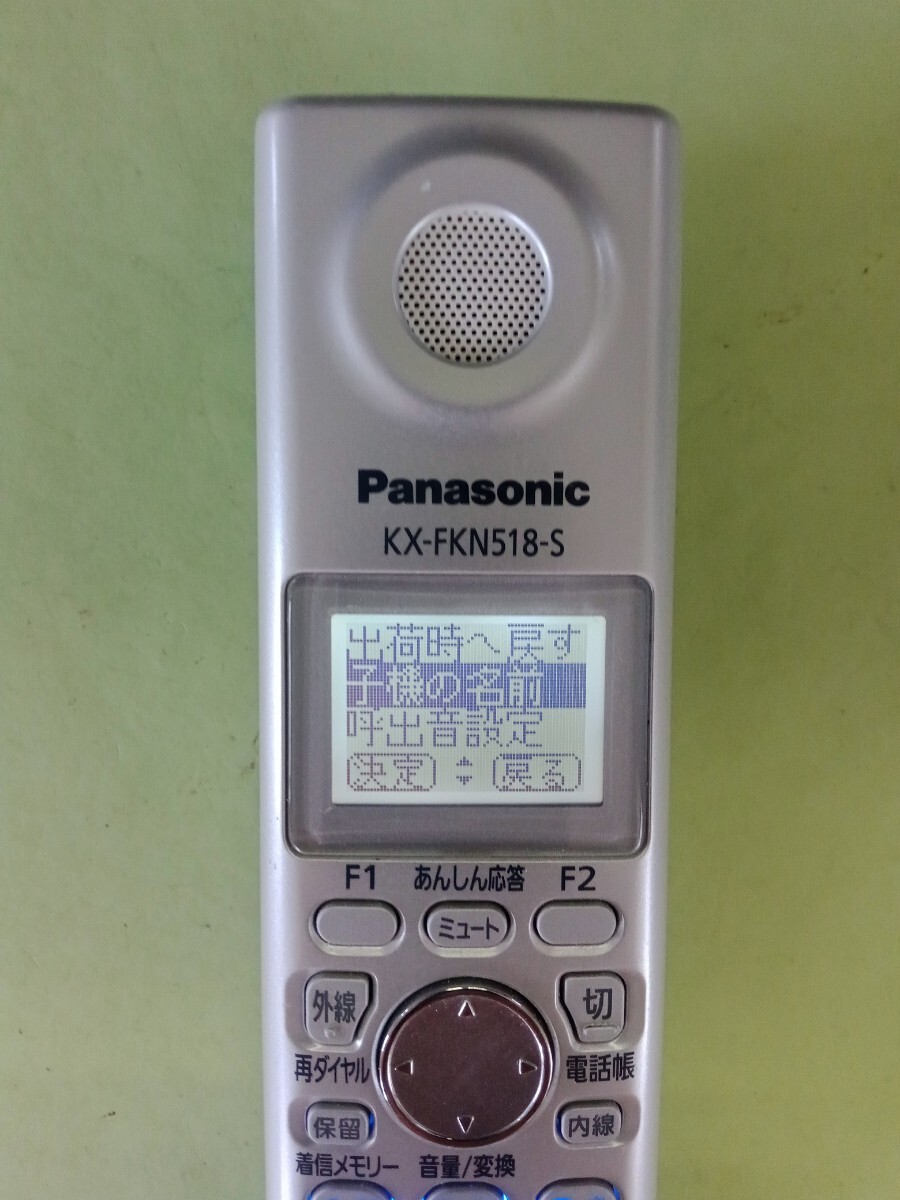 Panasonic
KX-FKN518-S
出荷時へ戻す
子機の名前
呼出音設定
決定 戻る
F1 あんしん応答 F2
ミュート
外線 切
再ダイヤル 電話帳
保留 内線
着信メモリー 音量/変換